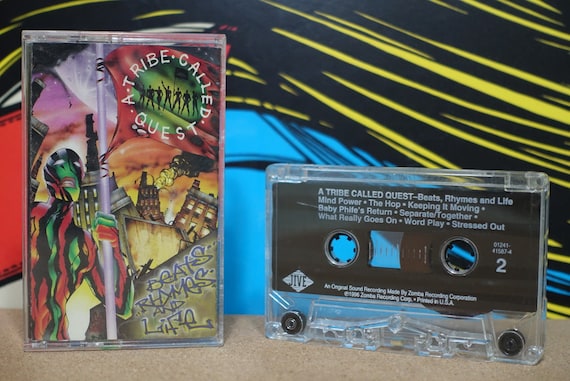 A·TRIBE·CALLED·QUEST·
BEATS
RHYMES·
AND
LIFE
A TRIBE CALLED QUEST–Beats, Rhymes and Life
Mind Power • The Hop • Keeping It Moving •
Baby Phife's Return • Separate/Together •
What Really Goes On • Word Play • Stressed Out
01241-
41587-4
2
JIVE
An Original Sound Recording Made By Zomba Recording Corporation
℗1996 Zomba Recording Corp. • Printed in U.S.A.